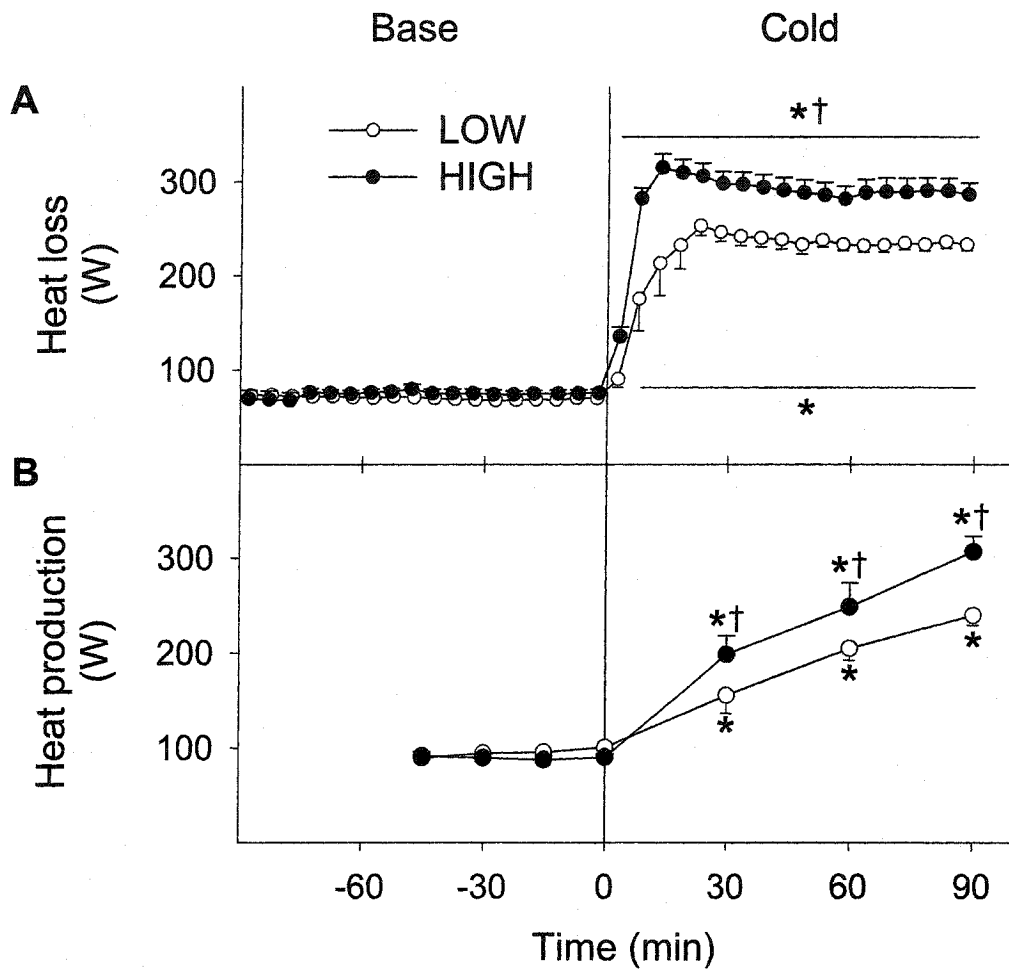 Base Cold
A
*†
LOW
HIGH
300
200
100
Heat loss
(W)
*
B
*†
*†
*†
300
200
100
Heat production
(W)
*
*
*
-60 -30 0 30 60 90
Time (min)